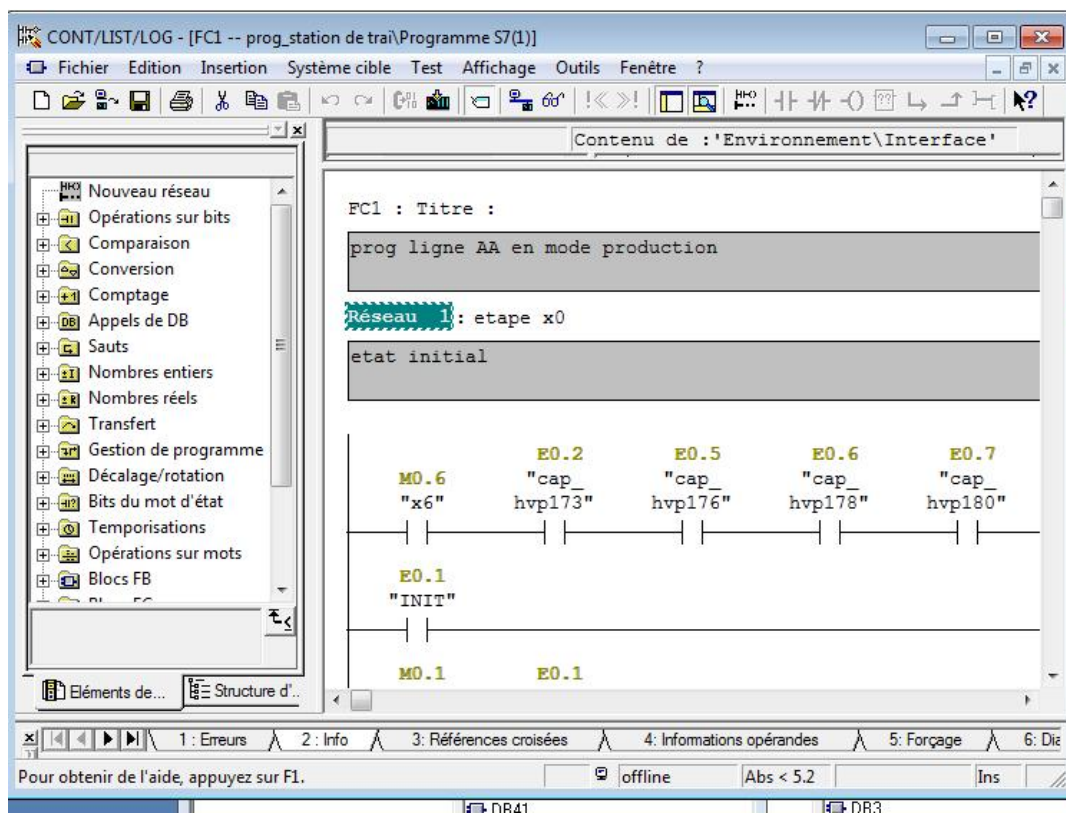 CONT/LIST/LOG - [FC1 -- prog_station de trai\Programme S7(1)]
Fichier Edition Insertion Système cible Test Affichage Outils Fenêtre ?
Contenu de :'Environnement\Interface'
Nouveau réseau
Opérations sur bits
Comparaison
Conversion
Comptage
Appels de DB
Sauts
Nombres entiers
Nombres réels
Transfert
Gestion de programme
Décalage/rotation
Bits du mot d'état
Temporisations
Opérations sur mots
Blocs FB
Eléments de... Structure d'..
FC1 : Titre :
prog ligne AA en mode production
Réseau 1 : etape x0
etat initial
E0.2 E0.5 E0.6 E0.7
M0.6 "cap_ "cap_ "cap_ "cap_
"x6" hvp173" hvp176" hvp178" hvp180"
E0.1
"INIT"
M0.1 E0.1
1 : Erreurs 2 : Info 3: Références croisées 4: Informations opérandes 5: Forçage 6: Dia
Pour obtenir de l'aide, appuyez sur F1. offline Abs < 5.2 Ins
DB41 DB3